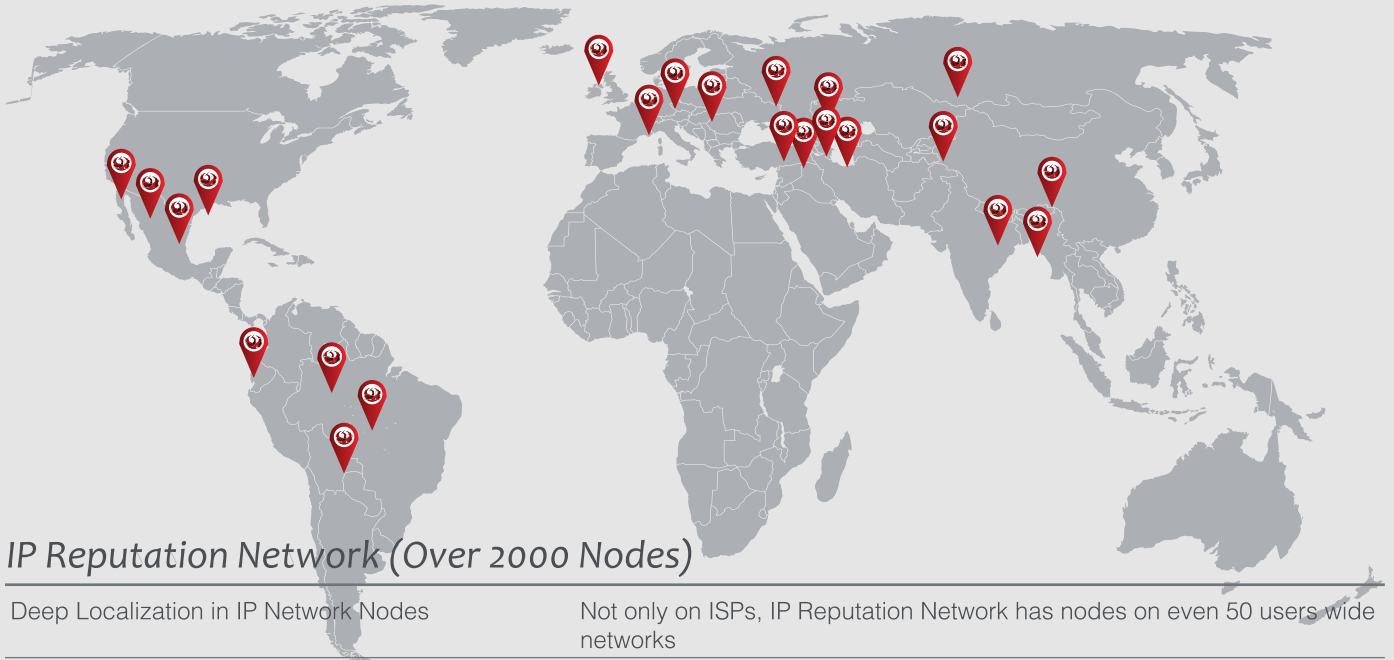 IP Reputation Network (Over 2000 Nodes)
Deep Localization in IP Network Nodes
Not only on ISPs, IP Reputation Network has nodes on even 50 users wide
networks